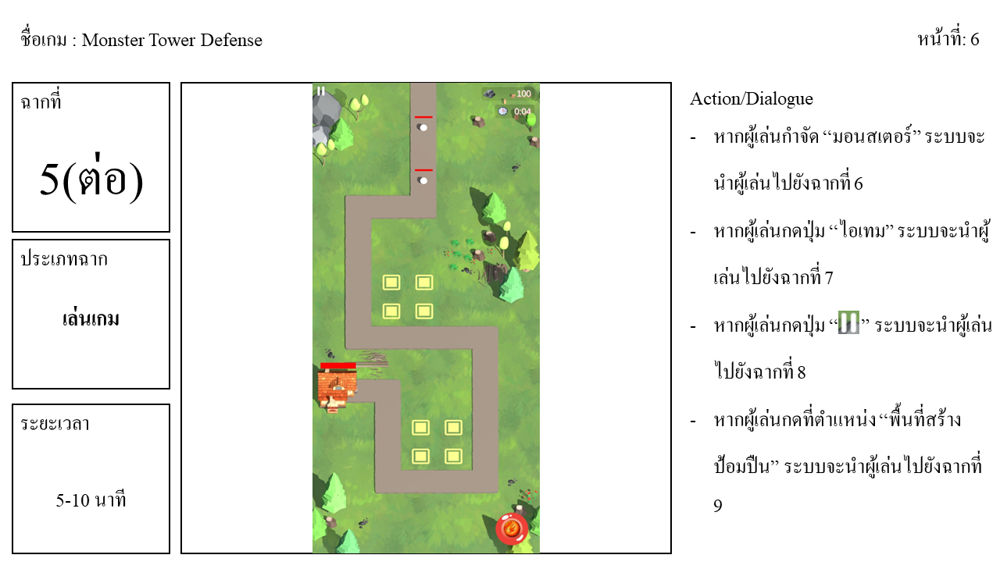 ชื่อเกม : Monster Tower Defense
หน้าที่: 6
ฉากที่
5(ต่อ)
ประเภทฉาก
เล่นเกม
ระยะเวลา
5-10 นาที
100
0:04
Action/Dialogue
- หากผู้เล่นกำจัด “มอนสเตอร์” ระบบจะ
นำผู้เล่นไปยังฉากที่ 6
- หากผู้เล่นกดปุ่ม “ไอเทม” ระบบจะนำผู้
เล่นไปยังฉากที่ 7
- หากผู้เล่นกดปุ่ม “ ” ระบบจะนำผู้เล่น
ไปยังฉากที่ 8
- หากผู้เล่นกดที่ตำแหน่ง “พื้นที่สร้าง
ป้อมปืน” ระบบจะนำผู้เล่นไปยังฉากที่
9